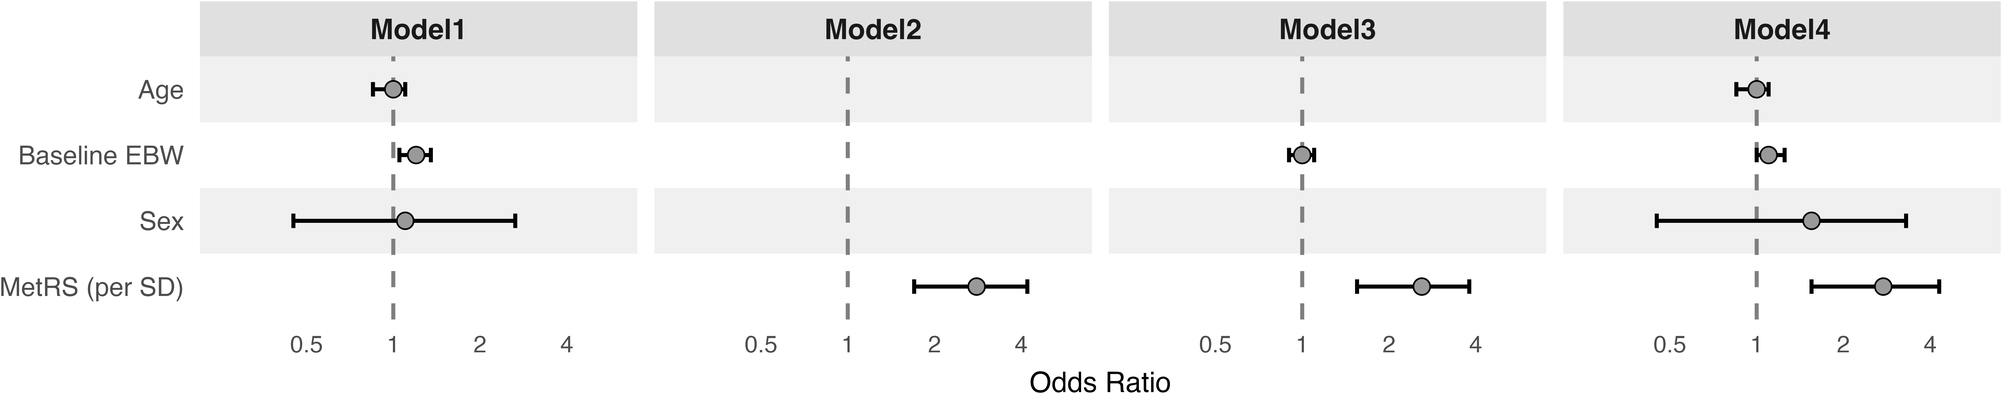 Model1 Model2 Model3 Model4
Age
Baseline EBW
Sex
MetRS (per SD)
0.5 1 2 4 0.5 1 2 4 0.5 1 2 4 0.5 1 2 4
Odds Ratio